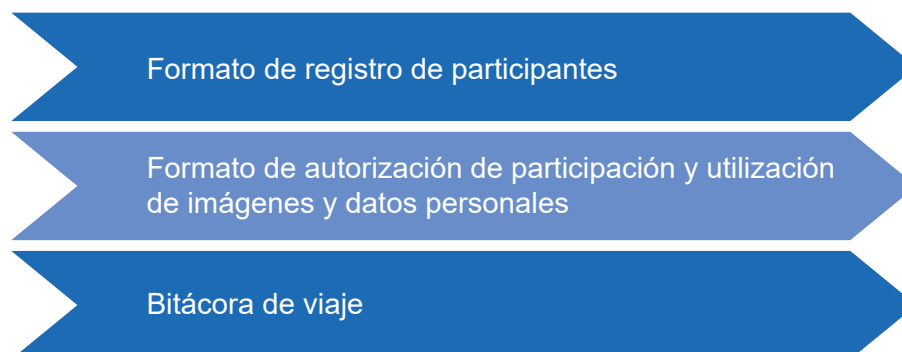 Formato de registro de participantes
Formato de autorización de participación y utilización
de imágenes y datos personales
Bitácora de viaje